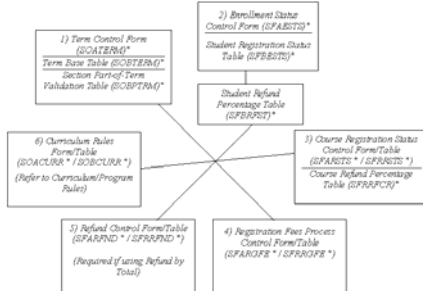 1) Term Control Form
(SOATERM)*
Term Base Table (SOBTERM)*
Section Part-of-Term
Validation Table (SOBPTRM)*
2) Enrollment Status
Control Form (SFAESTS)*
Student Registration Status
Table (SFBESTS)*
Student Refund
Percentage Table
(SFBRFST)*
6) Curriculum Rules
Form/Table
(SOACURR * / SOBCURR *)
(Refer to Curriculum/Program
Rules)
3) Course Registration Status
Control Form/Table
(SFARSTS * / SFRRSTS *)
Course Refund Percentage
Table (SFRRFCR)*
5) Refund Control Form/Table
(SFARFND * / SFRRFND *)
(Required if using Refund by
Total)
4) Registration Fees Process
Control Form/Table
(SFARGFE * / SFRRGFE *)